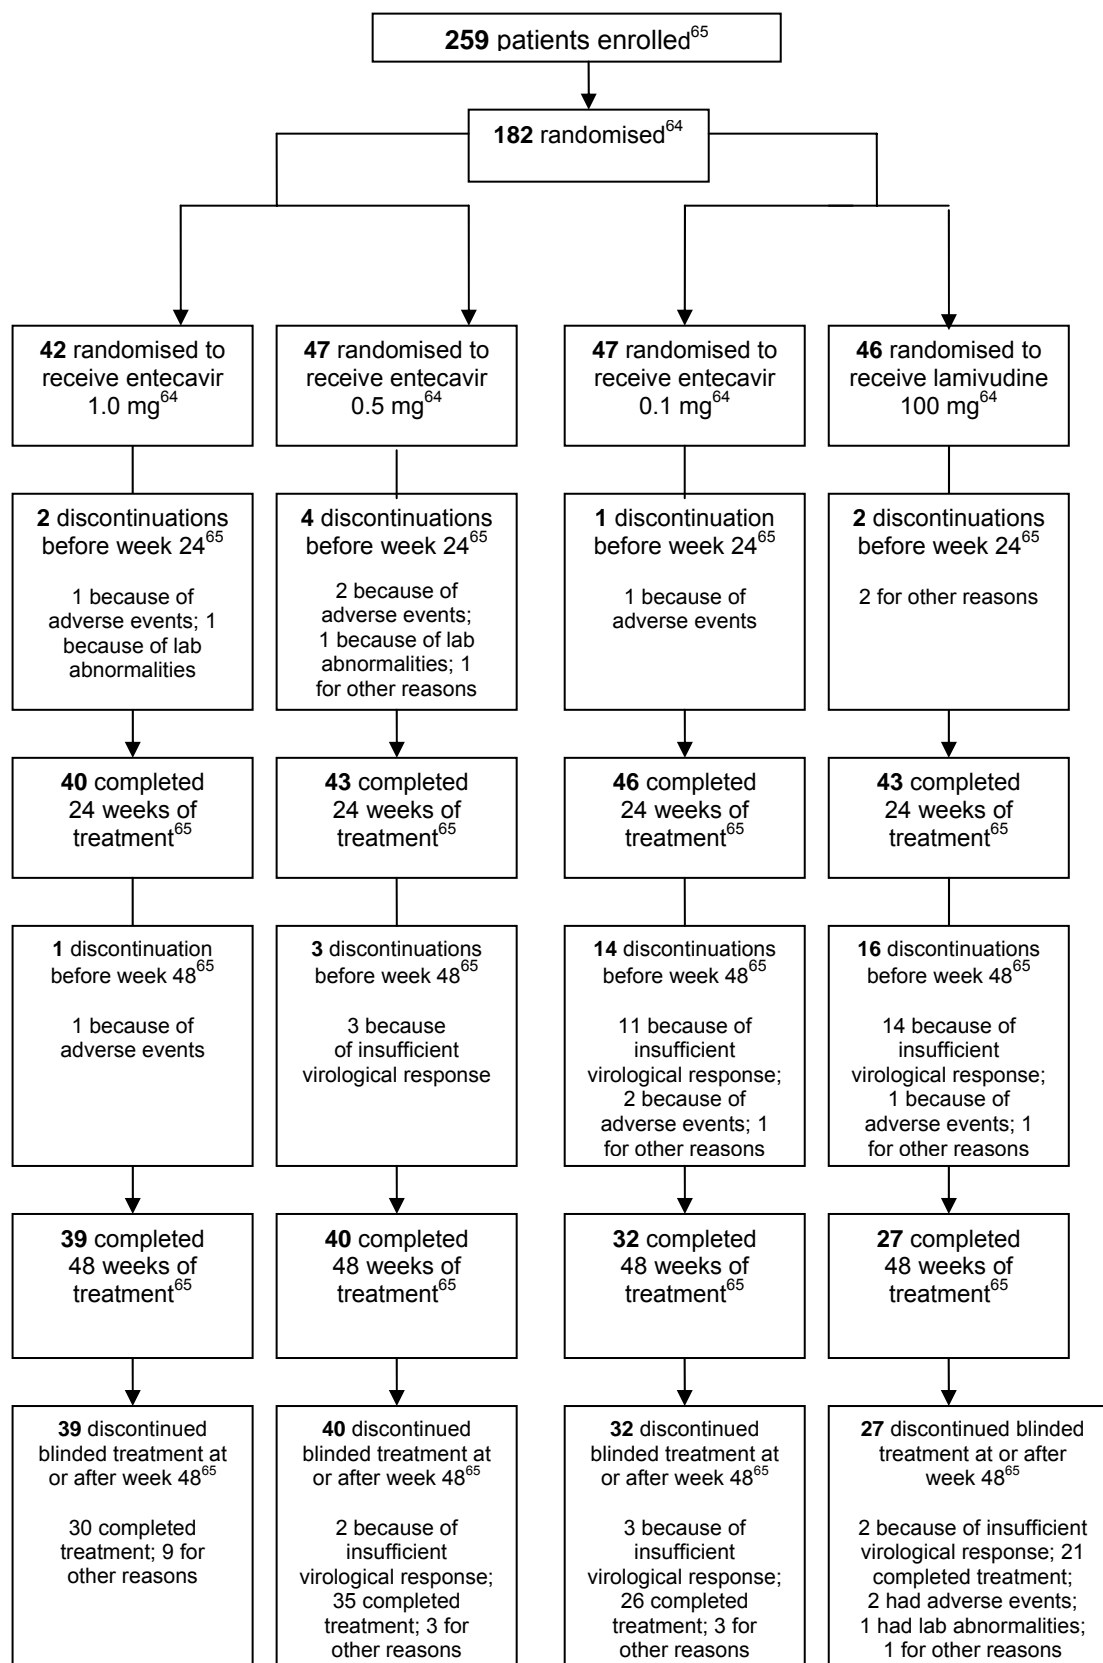 259 patients enrolled65
182 randomised64
42 randomised to
receive entecavir
1.0 mg64
47 randomised to
receive entecavir
0.5 mg64
47 randomised to
receive entecavir
0.1 mg64
46 randomised to
receive lamivudine
100 mg64
2 discontinuations
before week 2465
1 because of
adverse events; 1
because of lab
abnormalities
4 discontinuations
before week 2465
2 because of
adverse events;
1 because of lab
abnormalities; 1
for other reasons
1 discontinuation
before week 2465
1 because of
adverse events
2 discontinuations
before week 2465
2 for other reasons
40 completed
24 weeks of
treatment65
43 completed
24 weeks of
treatment65
46 completed
24 weeks of
treatment65
43 completed
24 weeks of
treatment65
1 discontinuation
before week 4865
1 because of
adverse events
3 discontinuations
before week 4865
3 because
of insufficient
virological response
14 discontinuations
before week 4865
11 because of
insufficient
virological response;
2 because of
adverse events; 1
for other reasons
16 discontinuations
before week 4865
14 because of
insufficient
virological response;
1 because of
adverse events; 1
for other reasons
39 completed
48 weeks of
treatment65
40 completed
48 weeks of
treatment65
32 completed
48 weeks of
treatment65
27 completed
48 weeks of
treatment65
39 discontinued
blinded treatment at
or after week 4865
30 completed
treatment; 9 for
other reasons
40 discontinued
blinded treatment at
or after week 4865
2 because of
insufficient
virological response;
35 completed
treatment; 3 for
other reasons
32 discontinued
blinded treatment at
or after week 4865
3 because of
insufficient
virological response;
26 completed
treatment; 3 for
other reasons
27 discontinued blinded
treatment at or after
week 4865
2 because of insufficient
virological response; 21
completed treatment;
2 had adverse events;
1 had lab abnormalities;
1 for other reasons